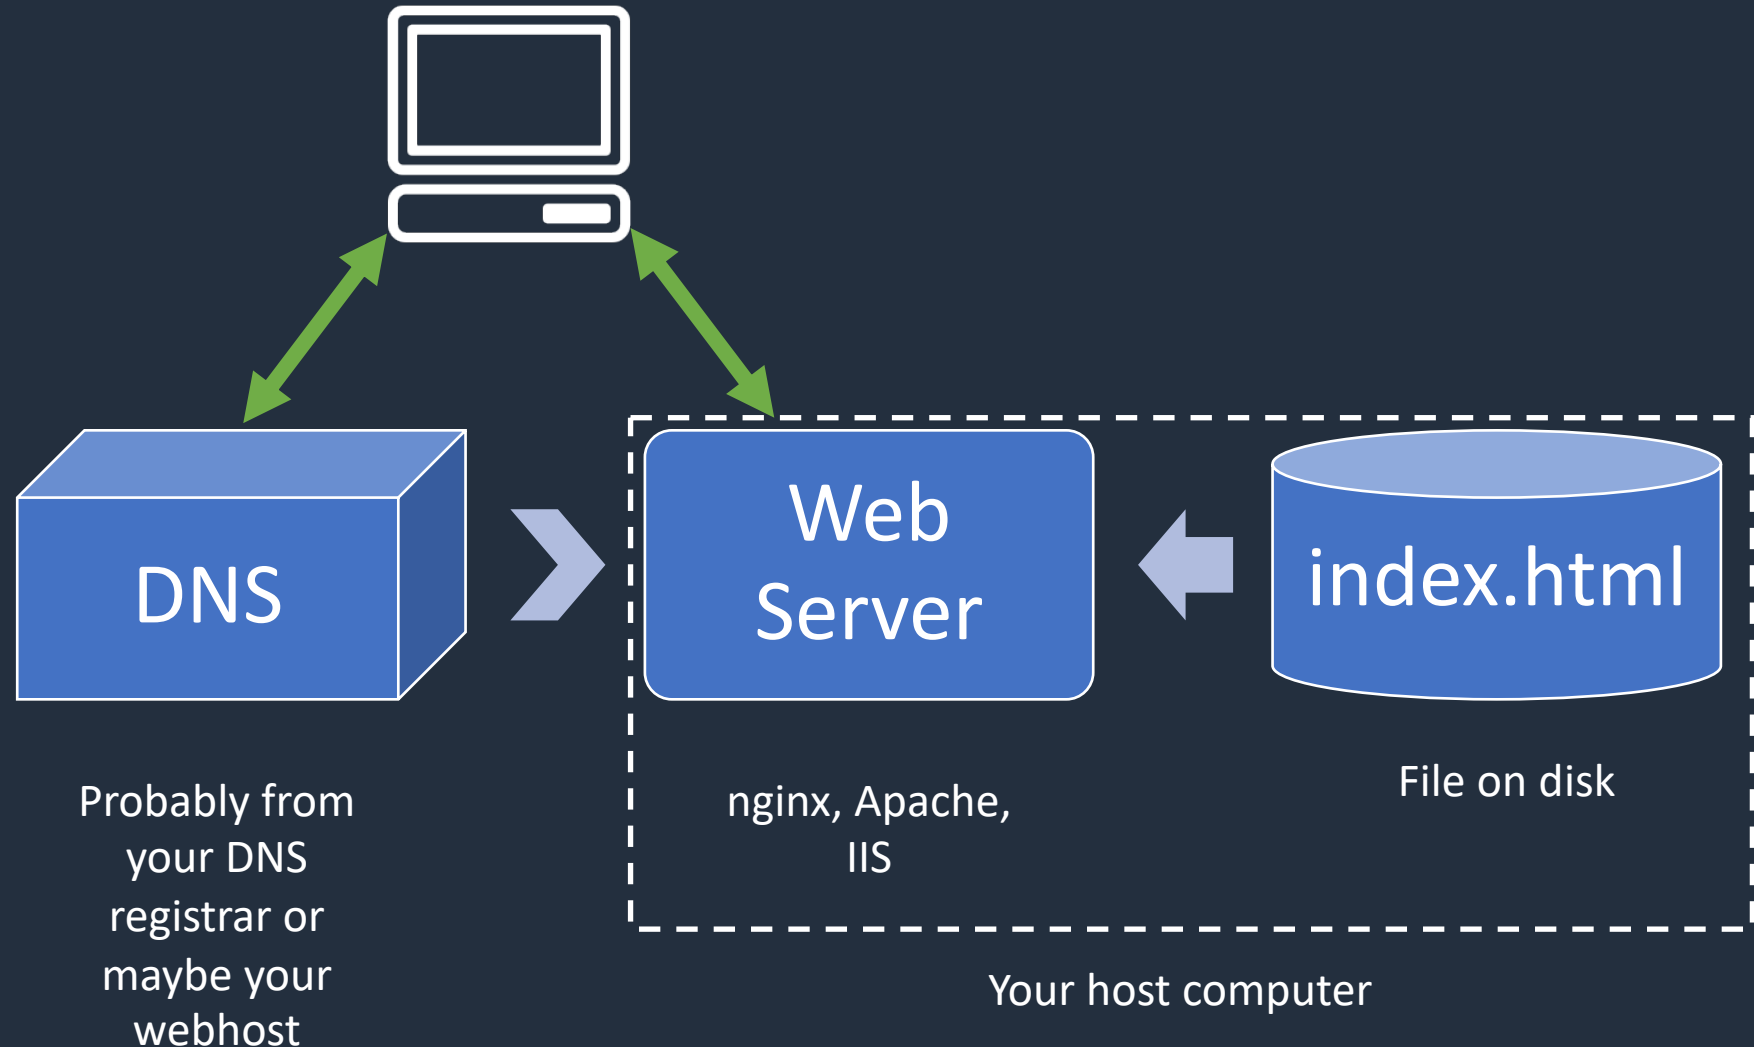 DNS
Web
Server
index.html
Probably from
your DNS
registrar or
maybe your
webhost
nginx, Apache,
IIS
File on disk
Your host computer